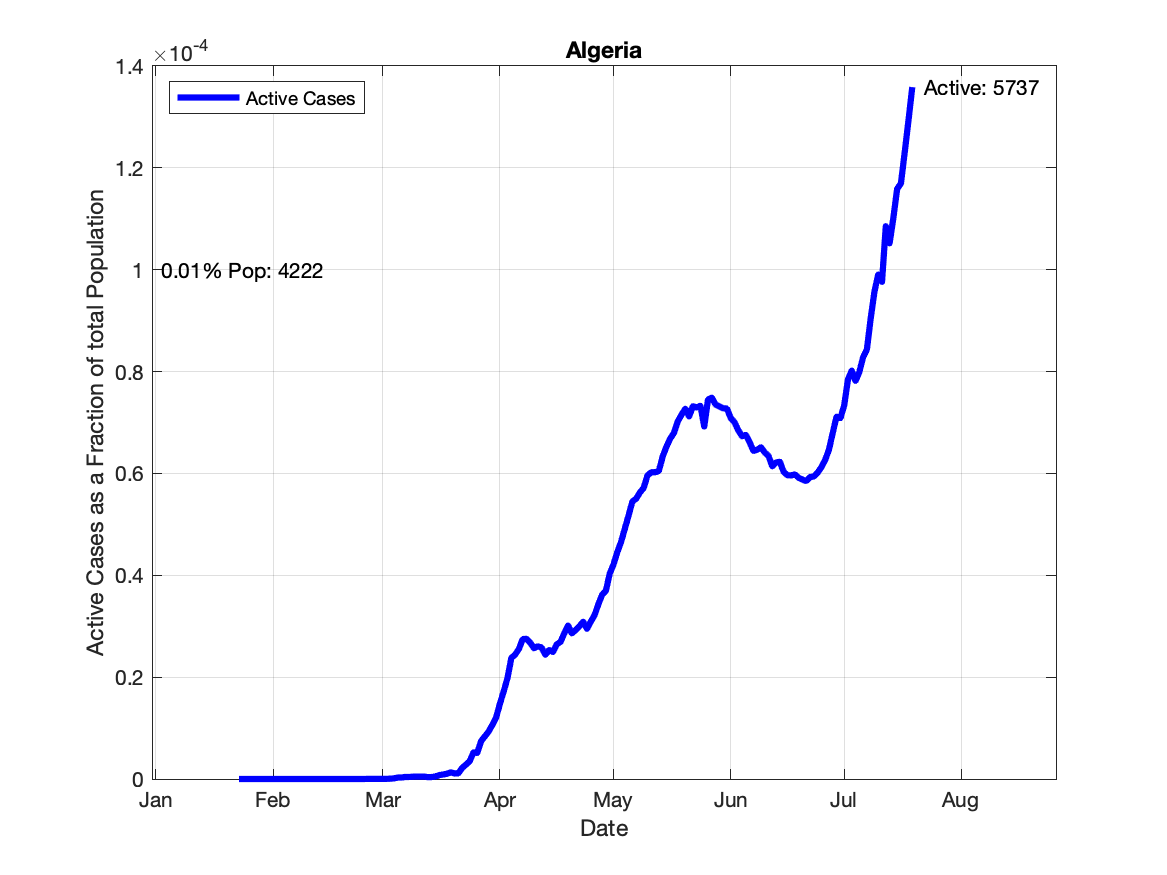 Algeria
×10-4
Active Cases
Active: 5737
0.01% Pop: 4222
Active Cases as a Fraction of total Population
1.4
1.2
1
0.8
0.6
0.4
0.2
0
Jan Feb Mar Apr May Jun Jul Aug
Date